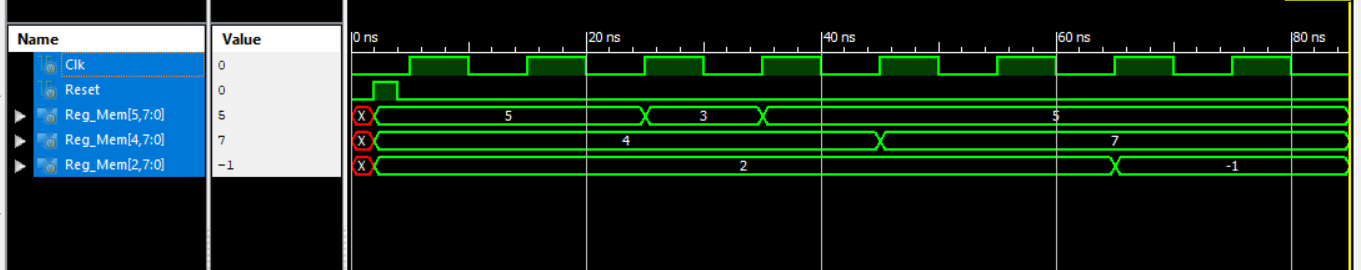 Name Value 0 ns 20 ns 40 ns 60 ns 80 ns
Clk 0
Reset 0
Reg_Mem[5,7:0] 5 X 5 3 5
Reg_Mem[4,7:0] 7 X 4 7
Reg_Mem[2,7:0] -1 X 2 -1